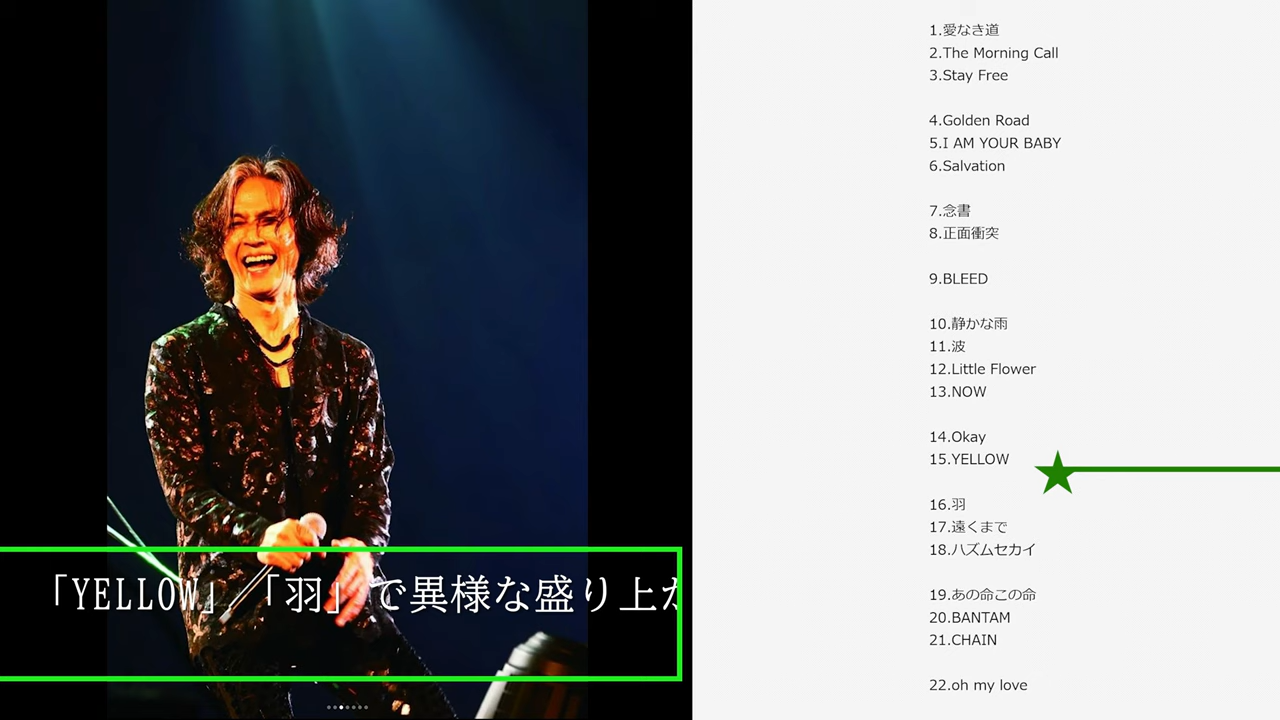 「YELLOW」「羽」で異様な盛り上が
1.愛なき道
2.The Morning Call
3.Stay Free
4.Golden Road
5.I AM YOUR BABY
6.Salvation
7.念書
8.正面衝突
9.BLEED
10.静かな雨
11.波
12.Little Flower
13.NOW
14.Okay
15.YELLOW
16.羽
17.遠くまで
18.ハズムセカイ
19.あの命この命
20.BANTAM
21.CHAIN
22.oh my love